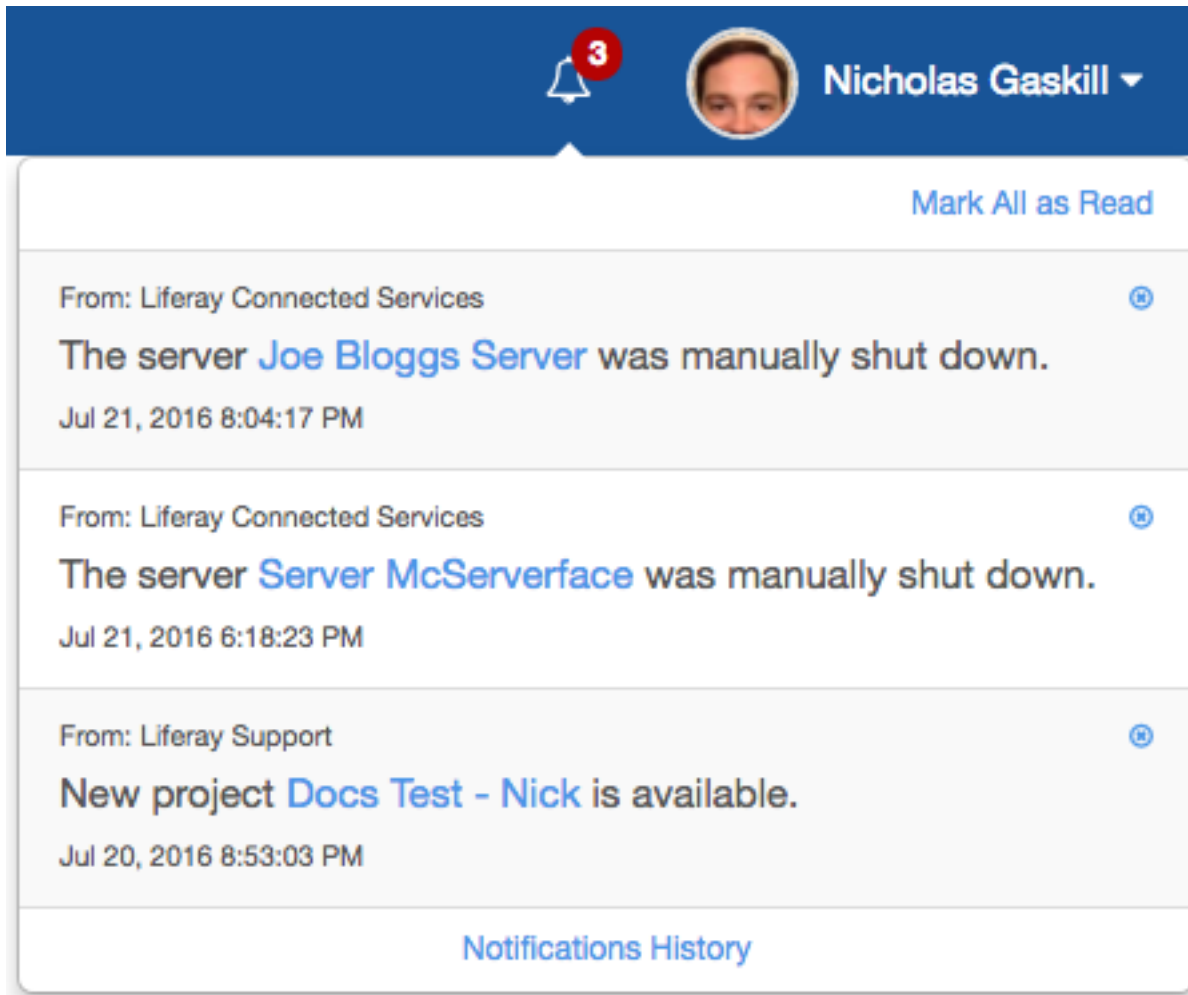 3
Nicholas Gaskill
Mark All as Read
From: Liferay Connected Services
The server Joe Bloggs Server was manually shut down.
Jul 21, 2016 8:04:17 PM
From: Liferay Connected Services
The server Server McServerface was manually shut down.
Jul 21, 2016 6:18:23 PM
From: Liferay Support
New project Docs Test - Nick is available.
Jul 20, 2016 8:53:03 PM
Notifications History